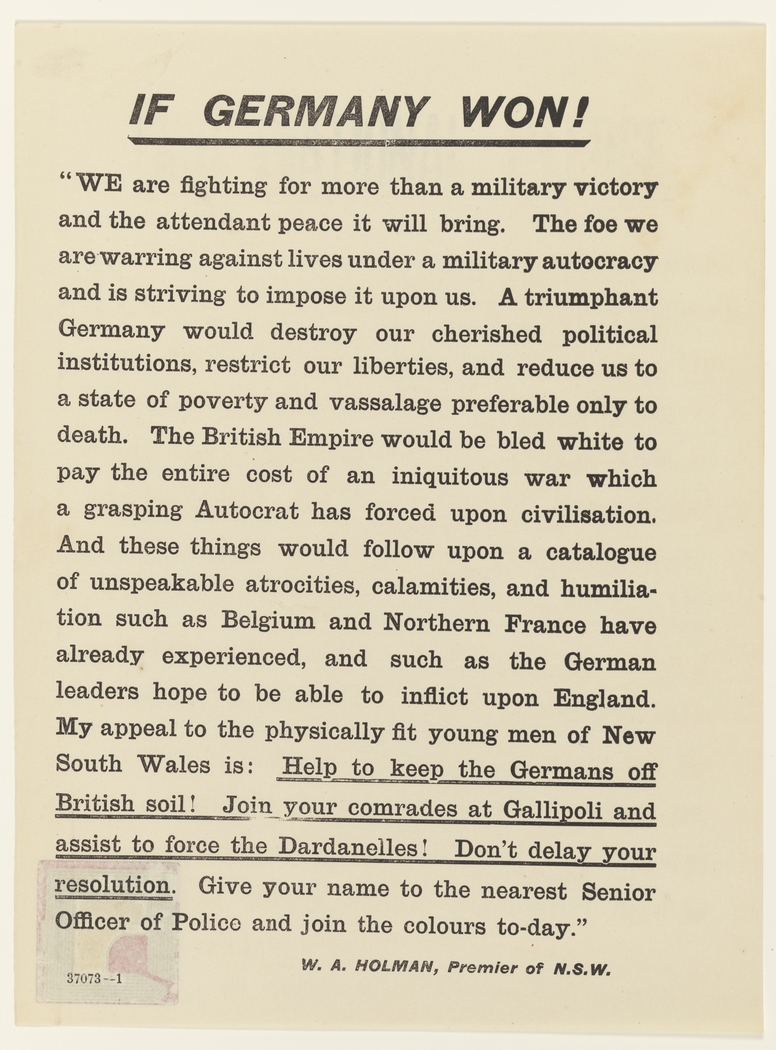 IF GERMANY WON!
“WE are fighting for more than a military victory
and the attendant peace it will bring. The foe we
are warring against lives under a military autocracy
and is striving to impose it upon us. A triumphant
Germany would destroy our cherished political
institutions, restrict our liberties, and reduce us to
a state of poverty and vassalage preferable only to
death. The British Empire would be bled white to
pay the entire cost of an iniquitous war which
a grasping Autocrat has forced upon civilisation.
And these things would follow upon a catalogue
of unspeakable atrocities, calamities, and humilia-
tion such as Belgium and Northern France have
already experienced, and such as the German
leaders hope to be able to inflict upon England.
My appeal to the physically fit young men of New
South Wales is: Help to keep the Germans off
British soil! Join your comrades at Gallipoli and
assist to force the Dardanelles! Don't delay your
resolution. Give your name to the nearest Senior
Officer of Police and join the colours to-day.”
W. A. HOLMAN, Premier of N.S.W.
37073--1